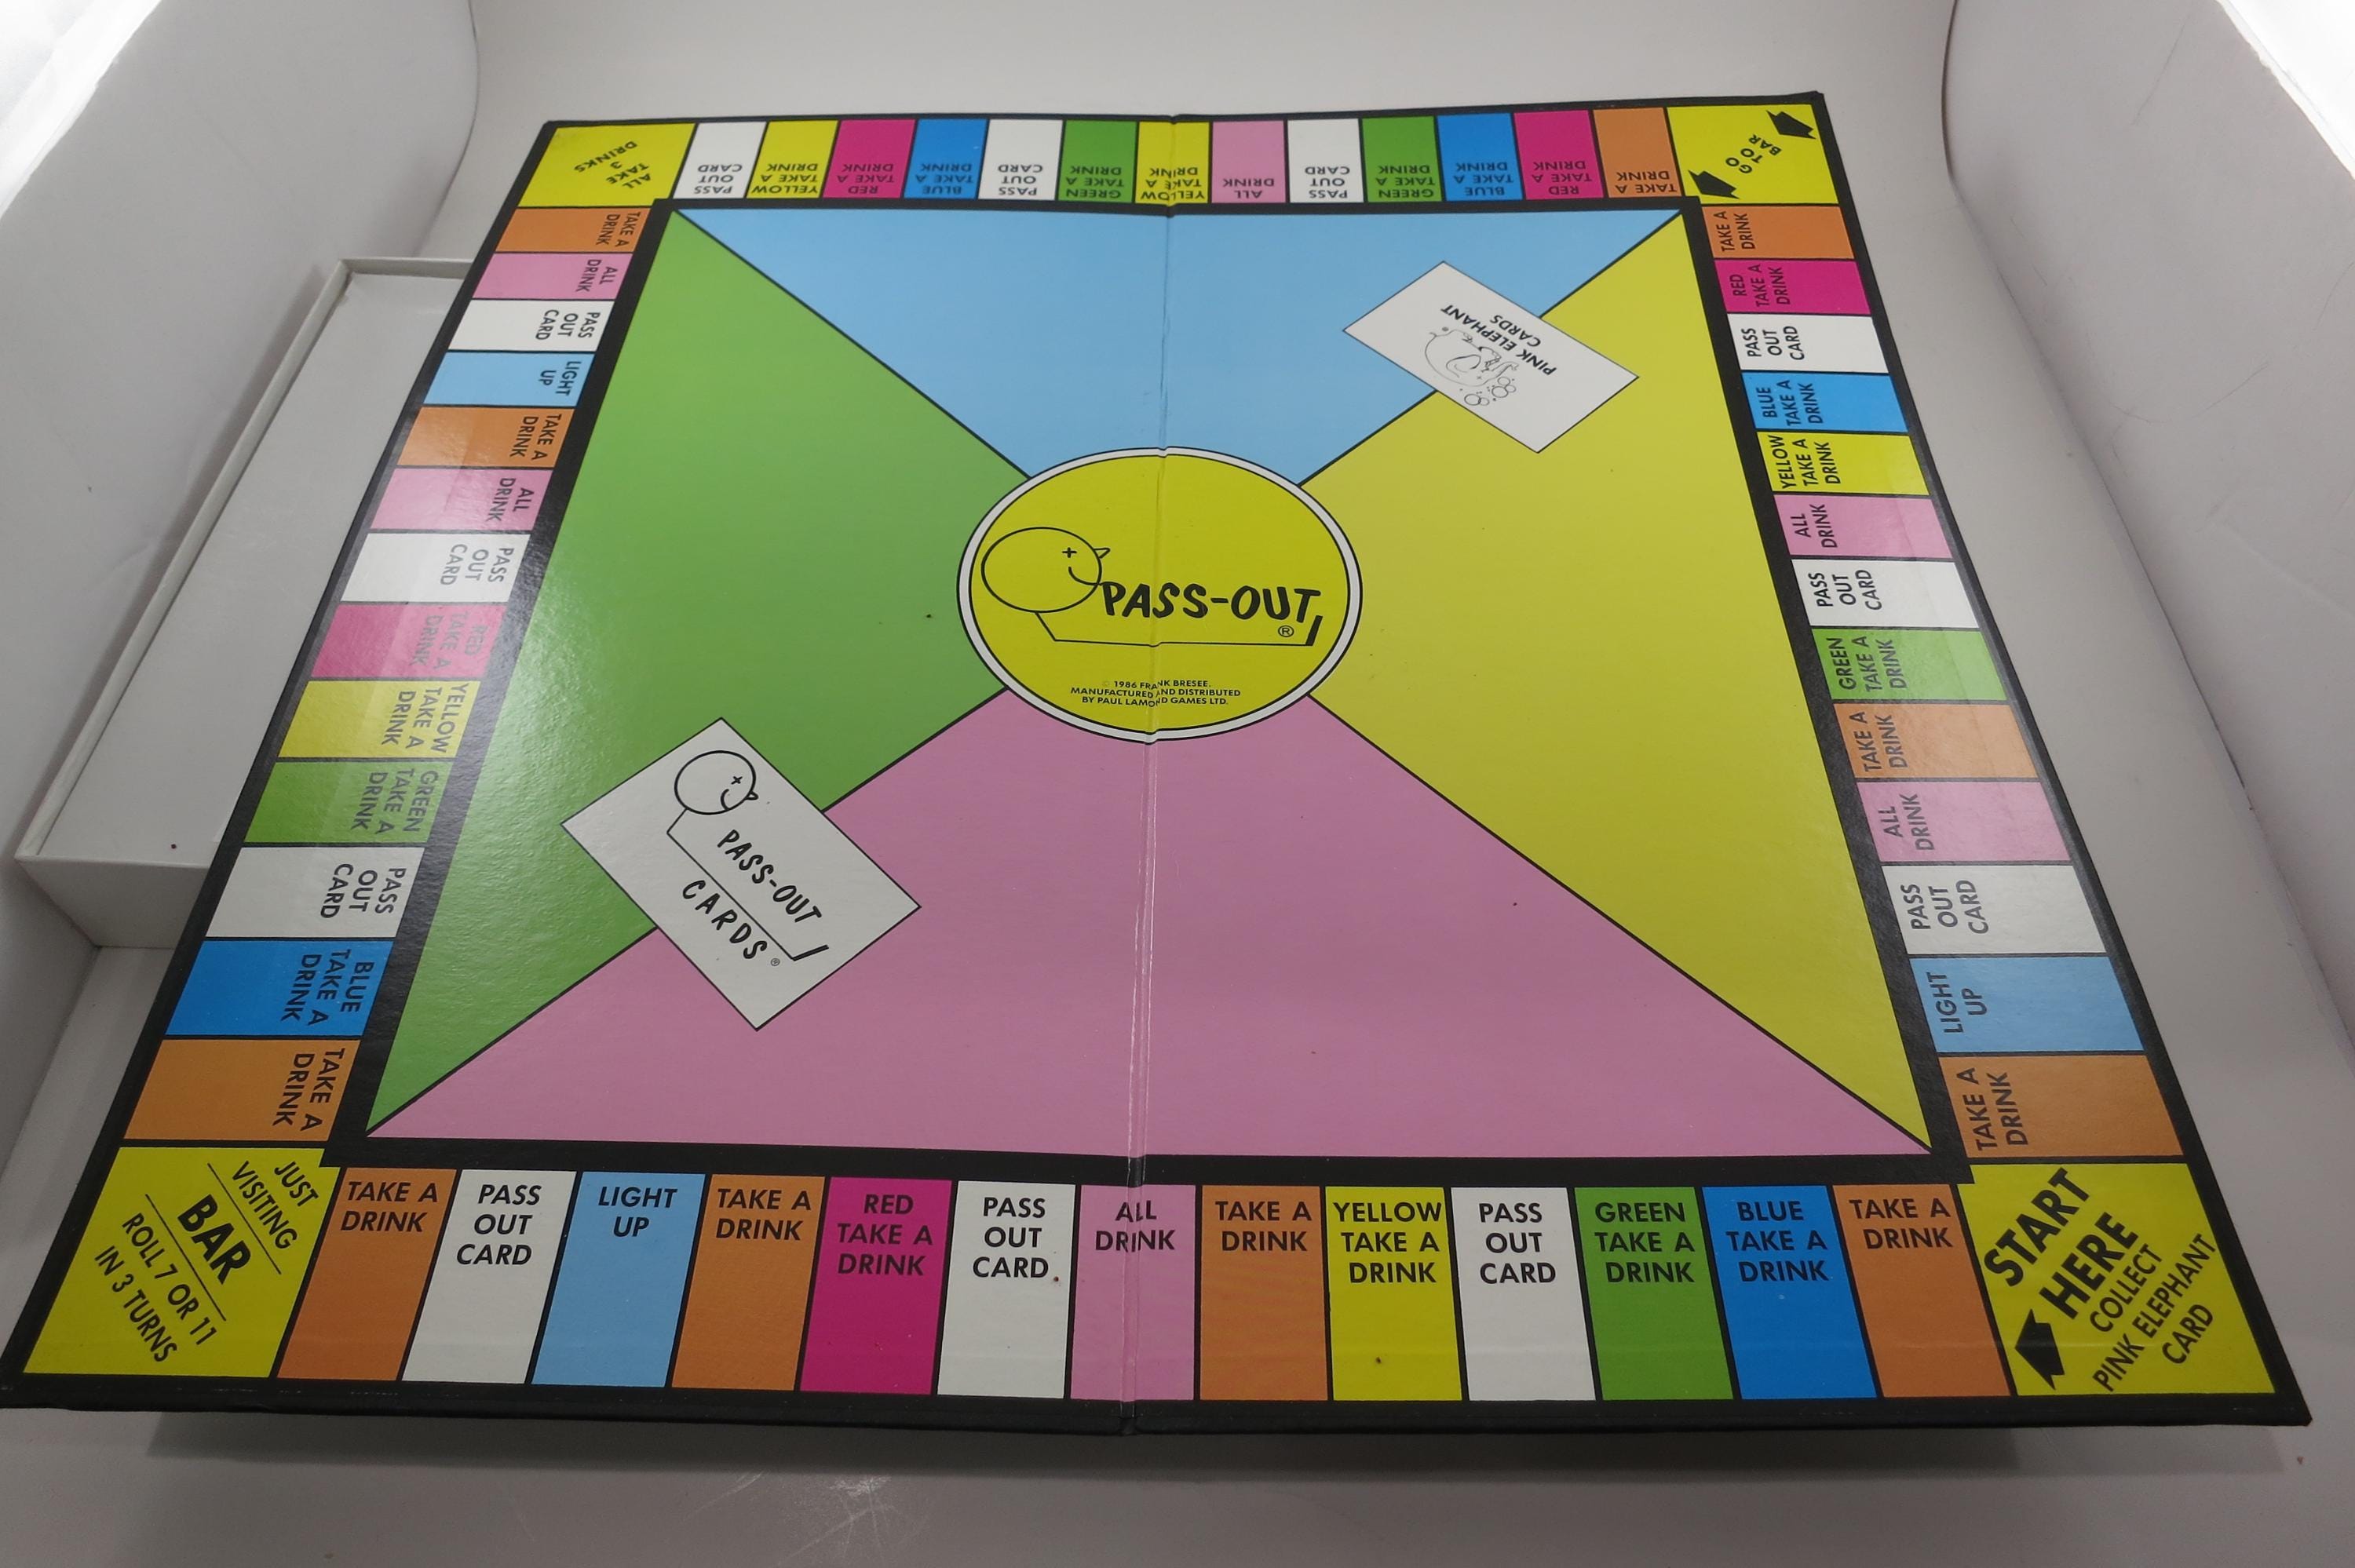 ALL
TAKE
3
DRINKS
PASS
OUT
CARD
YELLOW
TAKE A
DRINK
RED
TAKE A
DRINK
BLUE
TAKE A
DRINK
PASS
OUT
CARD
GREEN
TAKE A
DRINK
YELLOW
TAKE A
DRINK
ALL
DRINK
PASS
OUT
CARD
GREEN
TAKE A
DRINK
BLUE
TAKE A
DRINK
RED
TAKE A
DRINK
TAKE A
DRINK
GO
TO
BAR
TAKE A
DRINK
RED
TAKE A
DRINK
PASS
OUT
CARD
BLUE
TAKE A
DRINK
YELLOW
TAKE A
DRINK
ALL
DRINK
PASS
OUT
CARD
GREEN
TAKE A
DRINK
TAKE A
DRINK
ALL
DRINK
PASS
OUT
CARD
LIGHT
UP
TAKE A
DRINK
START
HERE
COLLECT
PINK ELEPHANT
CARD
TAKE A
DRINK
BLUE
TAKE A
DRINK
GREEN
TAKE A
DRINK
PASS
OUT
CARD
YELLOW
TAKE A
DRINK
TAKE A
DRINK
ALL
DRINK
PASS
OUT
CARD
RED
TAKE A
DRINK
TAKE A
DRINK
LIGHT
UP
PASS
OUT
CARD
TAKE A
DRINK
JUST
VISITING
BAR
ROLL 7 OR 11
IN 3 TURNS
TAKE A
DRINK
BLUE
TAKE A
DRINK
PASS
OUT
CARD
GREEN
TAKE A
DRINK
YELLOW
TAKE A
DRINK
RED
TAKE A
DRINK
PASS
OUT
CARD
ALL
DRINK
TAKE A
DRINK
LIGHT
UP
PASS
OUT
CARD
ALL
DRINK
TAKE A
DRINK
PINK ELEPHANT
CARDS
PASS-OUT
®
© 1986 FRANK BRESEE.
MANUFACTURED AND DISTRIBUTED
BY PAUL LAMOND GAMES LTD.
PASS-OUT
CARDS®